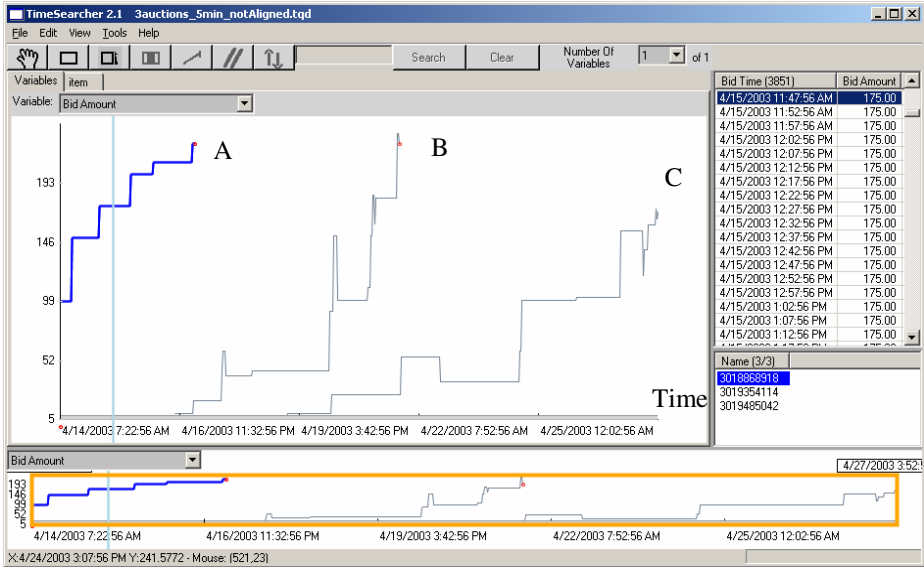 TimeSearcher 2.1 3auctions_5min_notAligned.tqd
File Edit View Tools Help
Search Clear Number Of Variables 1 of 1
Variables item
Variable: Bid Amount
A
B
C
193
146
99
52
5
Time
4/14/2003 7:22:56 AM 4/16/2003 11:32:56 PM 4/19/2003 3:42:56 PM 4/22/2003 7:52:56 AM 4/25/2003 12:02:56 AM
Bid Time (3851) Bid Amount
4/15/2003 11:47:56 AM 175.00
4/15/2003 11:52:56 AM 175.00
4/15/2003 11:57:56 AM 175.00
4/15/2003 12:02:56 PM 175.00
4/15/2003 12:07:56 PM 175.00
4/15/2003 12:12:56 PM 175.00
4/15/2003 12:17:56 PM 175.00
4/15/2003 12:22:56 PM 175.00
4/15/2003 12:27:56 PM 175.00
4/15/2003 12:32:56 PM 175.00
4/15/2003 12:37:56 PM 175.00
4/15/2003 12:42:56 PM 175.00
4/15/2003 12:47:56 PM 175.00
4/15/2003 12:52:56 PM 175.00
4/15/2003 12:57:56 PM 175.00
4/15/2003 1:02:56 PM 175.00
4/15/2003 1:07:56 PM 175.00
4/15/2003 1:12:56 PM 175.00
Name (3/3)
3018868918
3019354114
3019485042
Bid Amount
4/27/2003 3:52:
193
146
99
52
5
4/14/2003 7:22:56 AM 4/16/2003 11:32:56 PM 4/19/2003 3:42:56 PM 4/22/2003 7:52:56 AM 4/25/2003 12:02:56 AM
X:4/24/2003 3:07:56 PM Y:241.5772 - Mouse: (521,23)